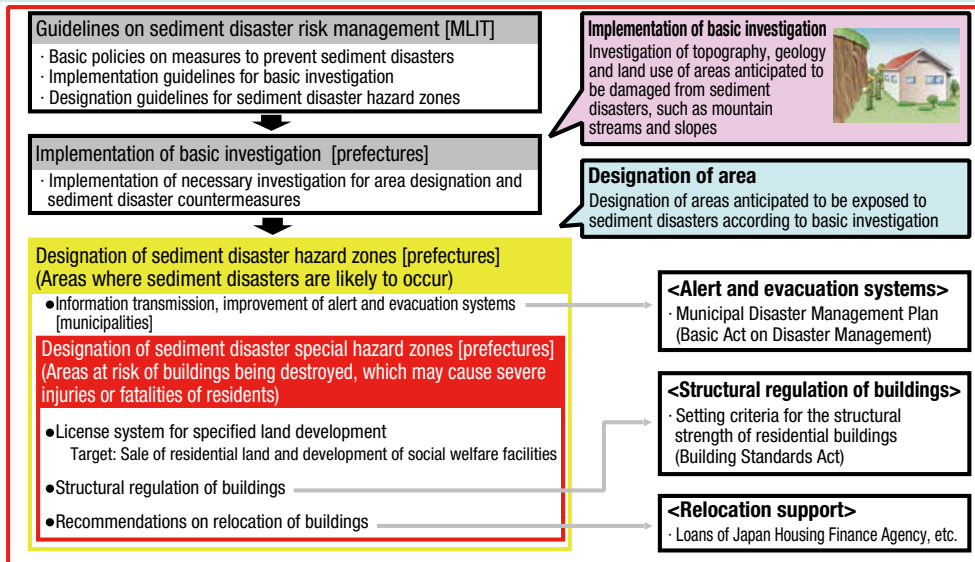 Guidelines on sediment disaster risk management [MLIT]
· Basic policies on measures to prevent sediment disasters
· Implementation guidelines for basic investigation
· Designation guidelines for sediment disaster hazard zones
Implementation of basic investigation [prefectures]
· Implementation of necessary investigation for area designation and
sediment disaster countermeasures
Implementation of basic investigation
Investigation of topography, geology
and land use of areas anticipated to
be damaged from sediment
disasters, such as mountain
streams and slopes
Designation of area
Designation of areas anticipated to be exposed to
sediment disasters according to basic investigation
Designation of sediment disaster hazard zones [prefectures]
(Areas where sediment disasters are likely to occur)
●Information transmission, improvement of alert and evacuation systems
[municipalities]
Designation of sediment disaster special hazard zones [prefectures]
(Areas at risk of buildings being destroyed, which may cause severe
injuries or fatalities of residents)
●License system for specified land development
Target: Sale of residential land and development of social welfare facilities
●Structural regulation of buildings
●Recommendations on relocation of buildings
<Alert and evacuation systems>
· Municipal Disaster Management Plan
(Basic Act on Disaster Management)
<Structural regulation of buildings>
· Setting criteria for the structural
strength of residential buildings
(Building Standards Act)
<Relocation support>
· Loans of Japan Housing Finance Agency, etc.